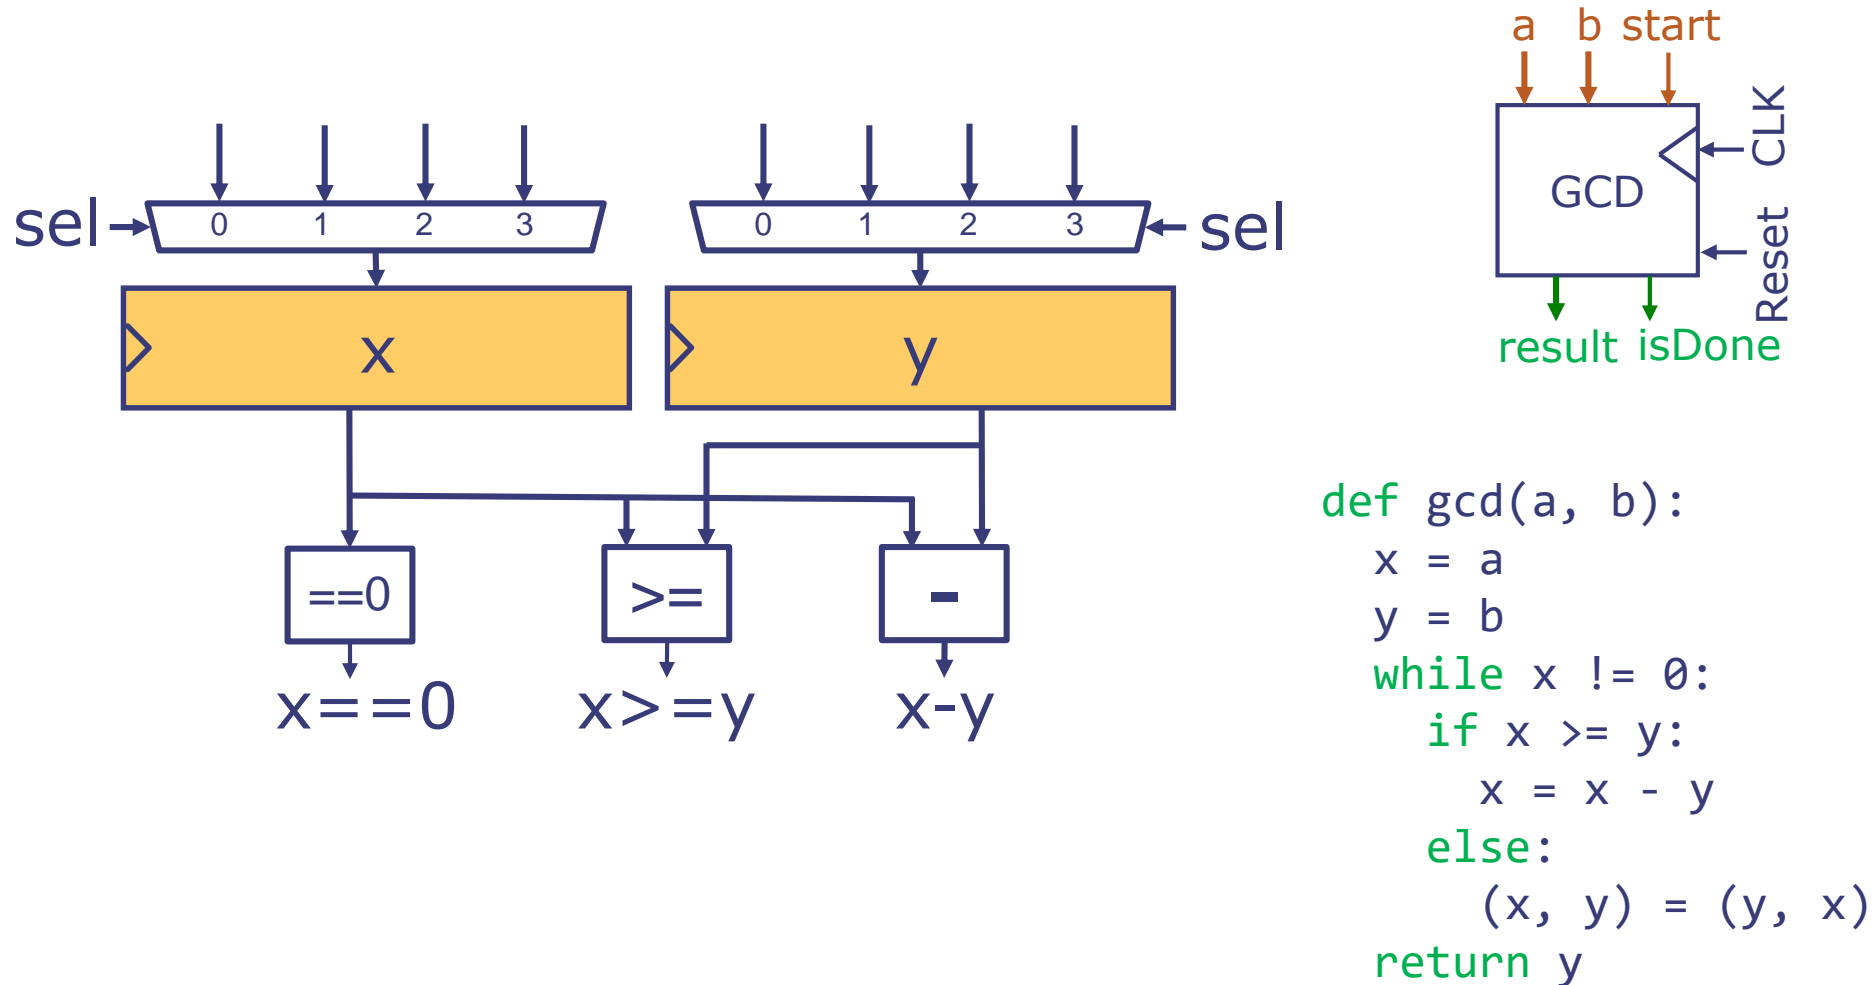 a b start
CLK
GCD
Reset
result isDone
sel 0 1 2 3
0 1 2 3 sel
x
y
==0
>=
-
x==0
x>=y
x-y
def gcd(a, b):
x = a
y = b
while x != 0:
if x >= y:
x = x - y
else:
(x, y) = (y, x)
return y